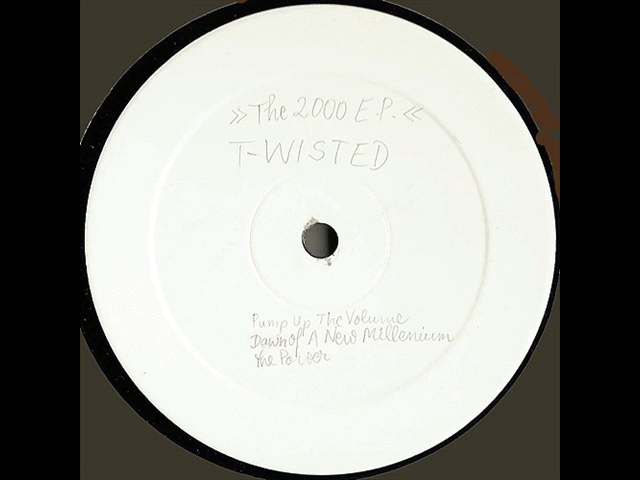 »The 2000 E.P.«
T-WISTED
Pump Up The Volume
Dawn of A New Millenium
The Power